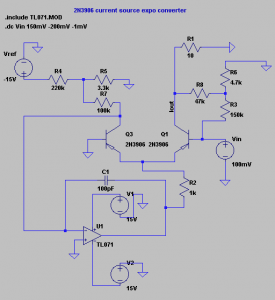 2N3906 current source expo converter
.include TL071.MOD
.dc Vin 150mV -200mV -1mV
Vref
-15V
R4
220k
R5
3.3k
R7
100k
R1
10
Iout
R8
47k
R6
4.7k
R3
150k
Q3
2N3906
Q1
2N3906
Vin
100mV
R2
1k
C1
100pF
V1
15V
U1
TL071
V2
15V